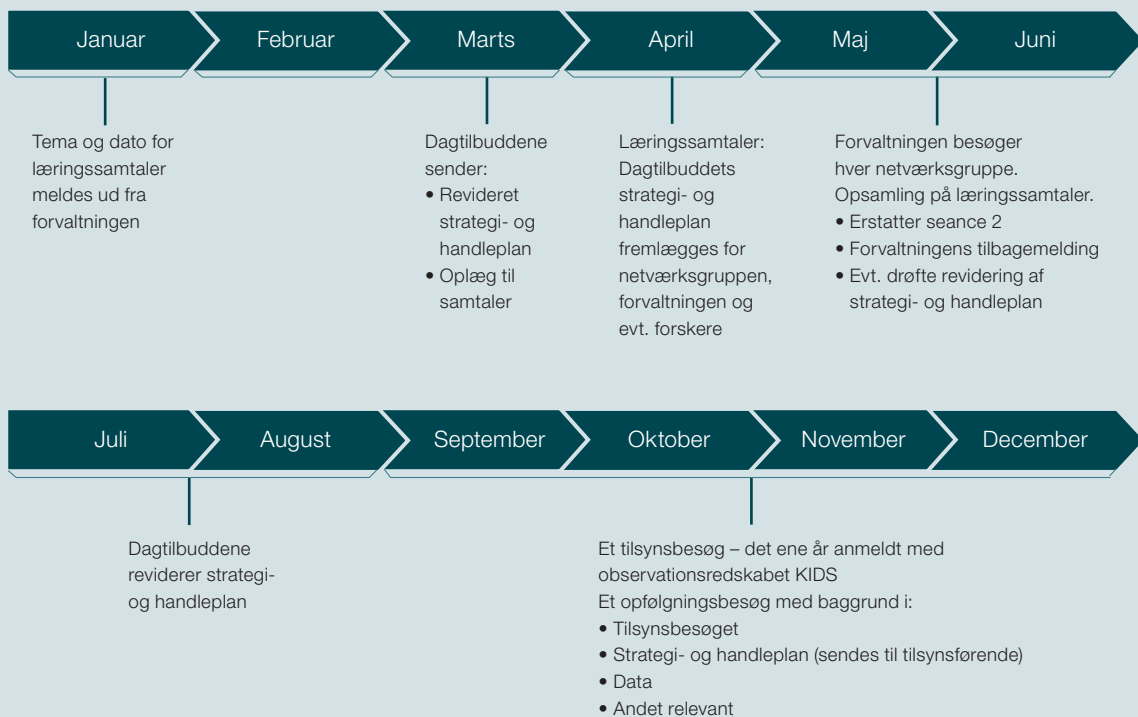 Januar
Februar
Marts
April
Maj
Juni
Tema og dato for
læringssamtaler
meldes ud fra
forvaltningen
Dagtilbuddene
sender:
• Revideret
strategi- og
handleplan
• Oplæg til
samtaler
Læringssamtaler:
Dagtilbuddets
strategi- og
handleplan
fremlægges for
netværksgruppen,
forvaltningen og
evt. forskere
Forvaltningen besøger
hver netværksgruppe.
Opsamling på læringssamtaler.
• Erstatter seance 2
• Forvaltningens tilbagemelding
• Evt. drøfte revidering af
strategi- og handleplan
Juli
August
September
Oktober
November
December
Dagtilbuddene
reviderer strategi-
og handleplan
Et tilsynsbesøg – det ene år anmeldt med
observationsredskabet KIDS
Et opfølgningsbesøg med baggrund i:
• Tilsynsbesøget
• Strategi- og handleplan (sendes til tilsynsførende)
• Data
• Andet relevant